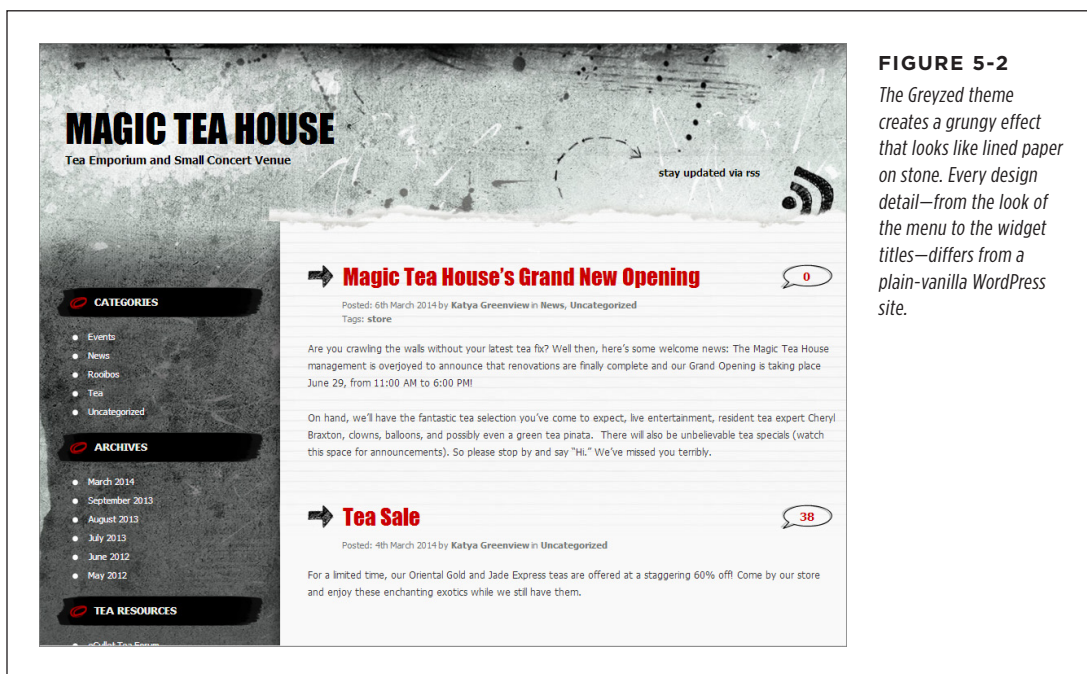 MAGIC TEA HOUSE
Tea Emporium and Small Concert Venue
stay updated via rss
CATEGORIES
Events
News
Rooibos
Tea
Uncategorized
ARCHIVES
March 2014
September 2013
August 2013
July 2013
June 2012
May 2012
TEA RESOURCES
Magic Tea House's Grand New Opening
0
Posted: 6th March 2014 by Katya Greenview in News, Uncategorized
Tags: store
Are you crawling the walls without your latest tea fix? Well then, here's some welcome news: The Magic Tea House
management is overjoyed to announce that renovations are finally complete and our Grand Opening is taking place
June 29, from 11:00 AM to 6:00 PM!
On hand, we'll have the fantastic tea selection you've come to expect, live entertainment, resident tea expert Cheryl
Braxton, clowns, balloons, and possibly even a green tea pinata.  There will also be unbelievable tea specials (watch
this space for announcements). So please stop by and say "Hi." We've missed you terribly.
Tea Sale
38
Posted: 4th March 2014 by Katya Greenview in Uncategorized
For a limited time, our Oriental Gold and Jade Express teas are offered at a staggering 60% off! Come by our store
and enjoy these enchanting exotics while we still have them.
FIGURE 5-2
The Greyzed theme
creates a grungy effect
that looks like lined paper
on stone. Every design
detail—from the look of
the menu to the widget
titles—differs from a
plain-vanilla WordPress
site.